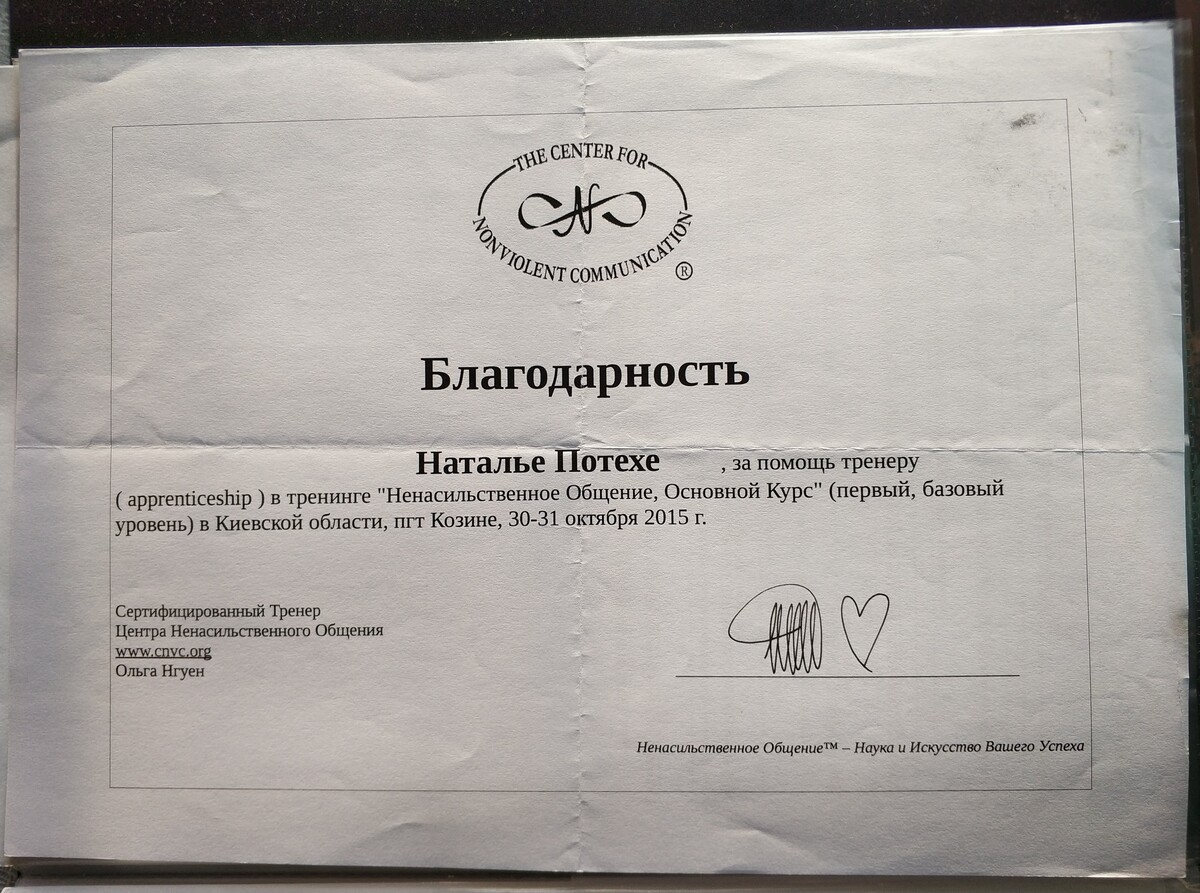 THE CENTER FOR
NONVIOLENT COMMUNICATION
®
Благодарность
Наталье Потехе , за помощь тренеру
( apprenticeship ) в тренинге "Ненасильственное Общение, Основной Курс" (первый, базовый
уровень) в Киевской области, пгт Козине, 30-31 октября 2015 г.
Сертифицированный Тренер
Центра Ненасильственного Общения
www.cnvc.org
Ольга Нгуен
Ненасильственное Общение™ – Наука и Искусство Вашего Успеха